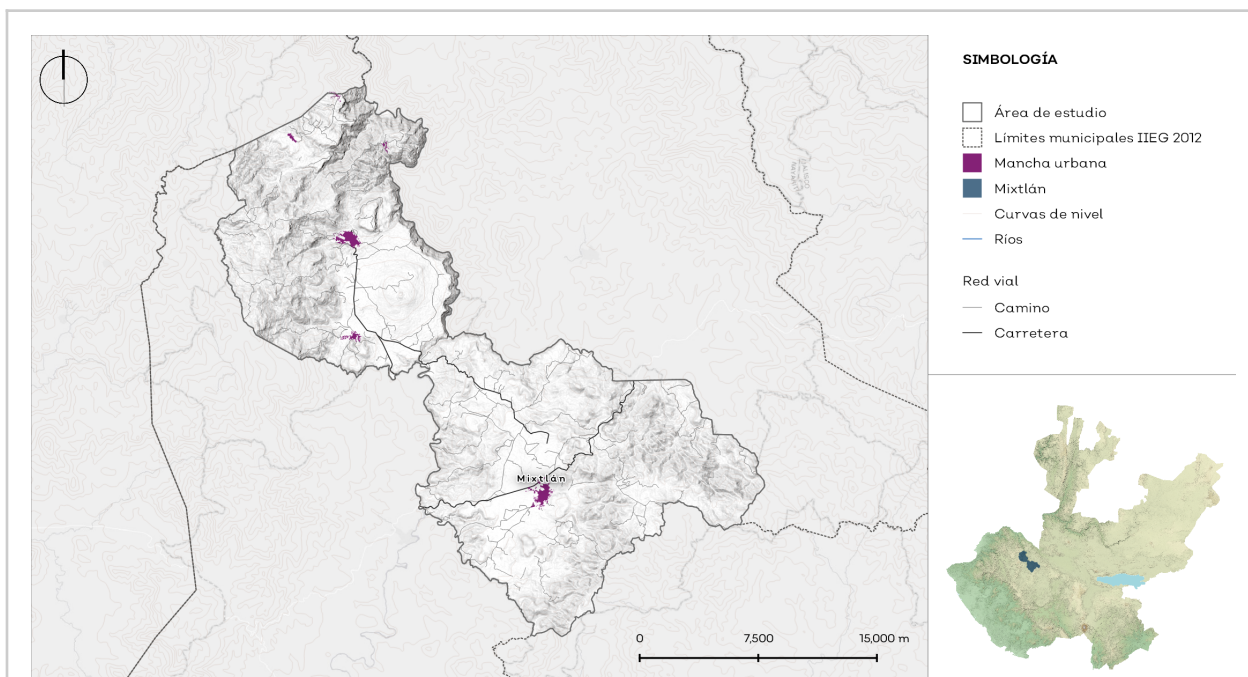 SIMBOLOGÍA
Área de estudio
Límites municipales IIEG 2012
Mancha urbana
Mixtlán
Curvas de nivel
Ríos
Red vial
Camino
Carretera
Mixtlán
0 7,500 15,000 m